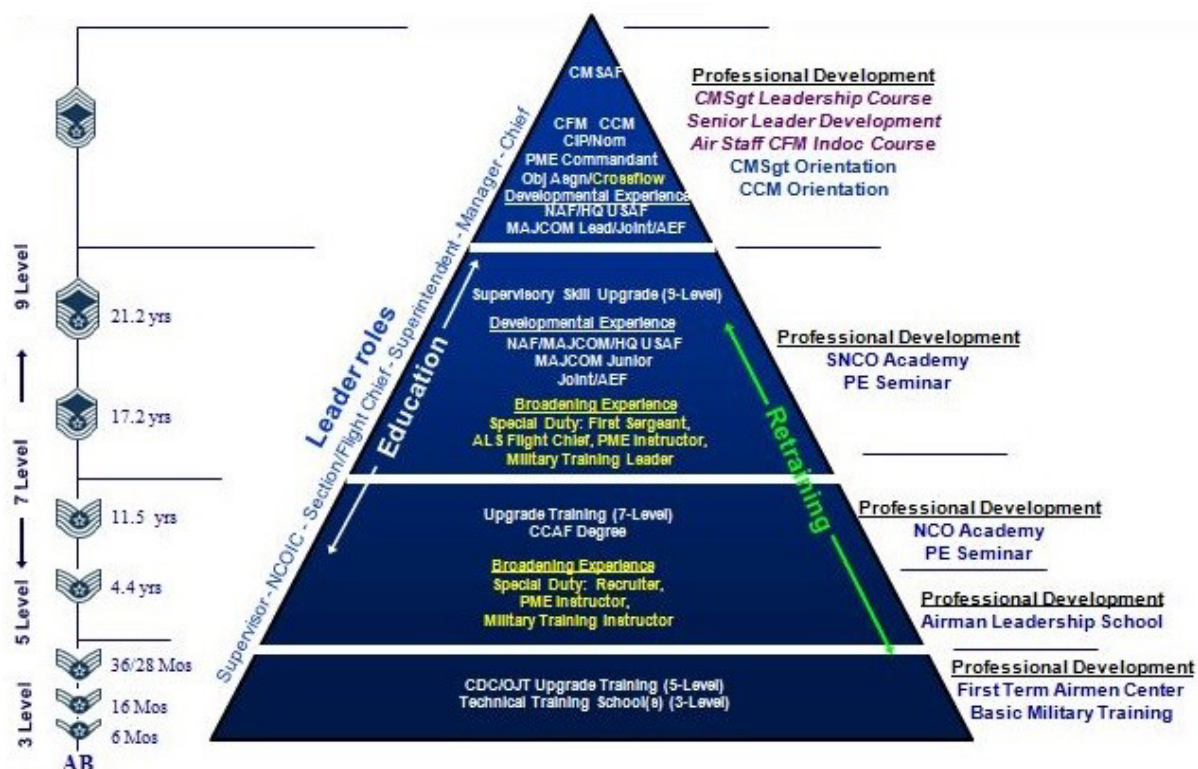 9 Level
7 Level
5 Level
3 Level
21.2 yrs
17.2 yrs
11.5 yrs
4.4 yrs
36/28 Mos
16 Mos
6 Mos
AB
Leader roles
Supervisor - NCOIC - Section/Flight Chief - Superintendent - Manager - Chief
Education
Retraining
CMSAF
CFM CCM
CIP/Nom
PME Commandant
Obj Asgn/Crossflow
Developmental Experience
NAF/HQ USAF
MAJCOM Lead/Joint/AEF
Supervisory Skill Upgrade (9-Level)
Developmental Experience
NAF/MAJCOM/HQ USAF
MAJCOM Junior
Joint/AEF
Broadening Experience
Special Duty: First Sergeant,
ALS Flight Chief, PME Instructor,
Military Training Leader
Upgrade Training (7-Level)
CCAF Degree
Broadening Experience
Special Duty: Recruiter,
PME Instructor,
Military Training Instructor
CDC/OJT Upgrade Training (5-Level)
Technical Training School(s) (3-Level)
Professional Development
CMSgt Leadership Course
Senior Leader Development
Air Staff CFM Indoc Course
CMSgt Orientation
CCM Orientation
Professional Development
SNCO Academy
PE Seminar
Professional Development
NCO Academy
PE Seminar
Professional Development
Airman Leadership School
Professional Development
First Term Airmen Center
Basic Military Training